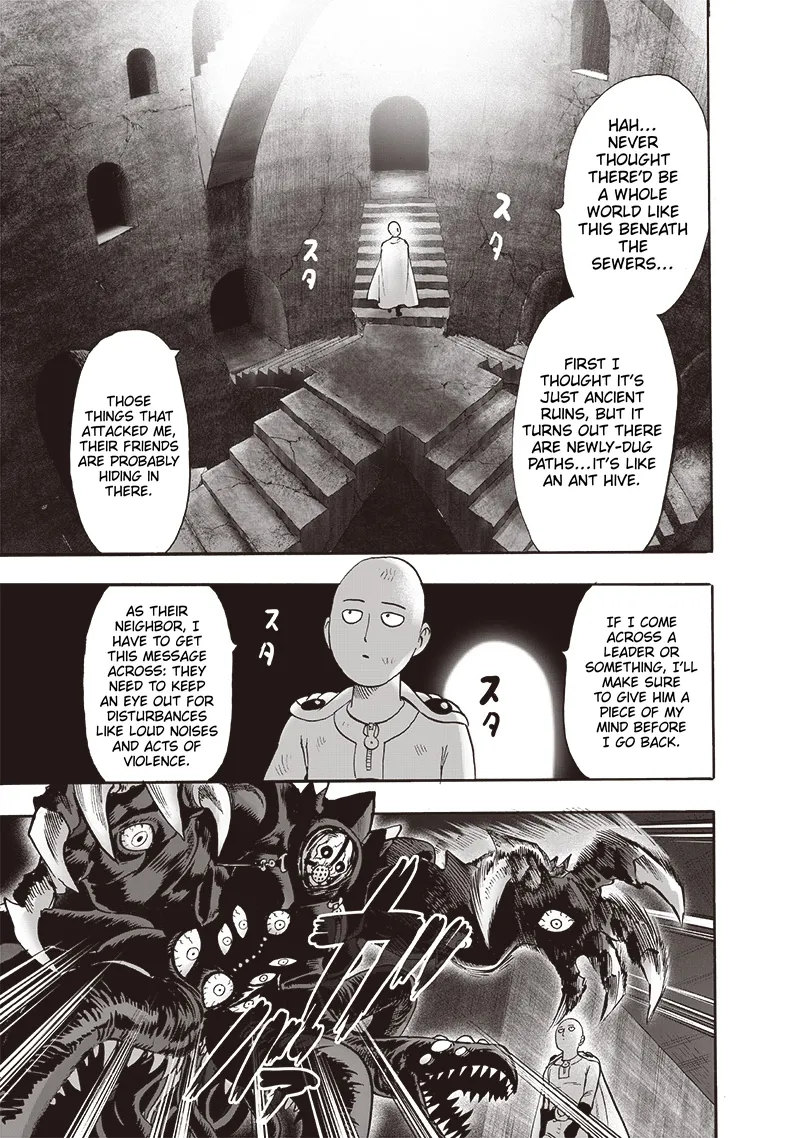 HAH...
NEVER
THOUGHT
THERE'D BE
A WHOLE
WORLD LIKE
THIS BENEATH
THE
SEWERS...
スタ
スタ
FIRST I
THOUGHT IT'S
JUST ANCIENT
RUINS, BUT IT
TURNS OUT THERE
ARE NEWLY-DUG
PATHS...IT'S LIKE
AN ANT HIVE.
THOSE
THINGS THAT
ATTACKED ME,
THEIR FRIENDS
ARE PROBABLY
HIDING IN
THERE.
IF I COME
ACROSS A
LEADER OR
SOMETHING, I'LL
MAKE SURE
TO GIVE HIM A
PIECE OF MY
MIND BEFORE
I GO BACK.
スタ
スタ
AS THEIR
NEIGHBOR, I
HAVE TO GET
THIS MESSAGE
ACROSS: THEY
NEED TO KEEP
AN EYE OUT FOR
DISTURBANCES
LIKE LOUD NOISES
AND ACTS OF
VIOLENCE.
ガァ